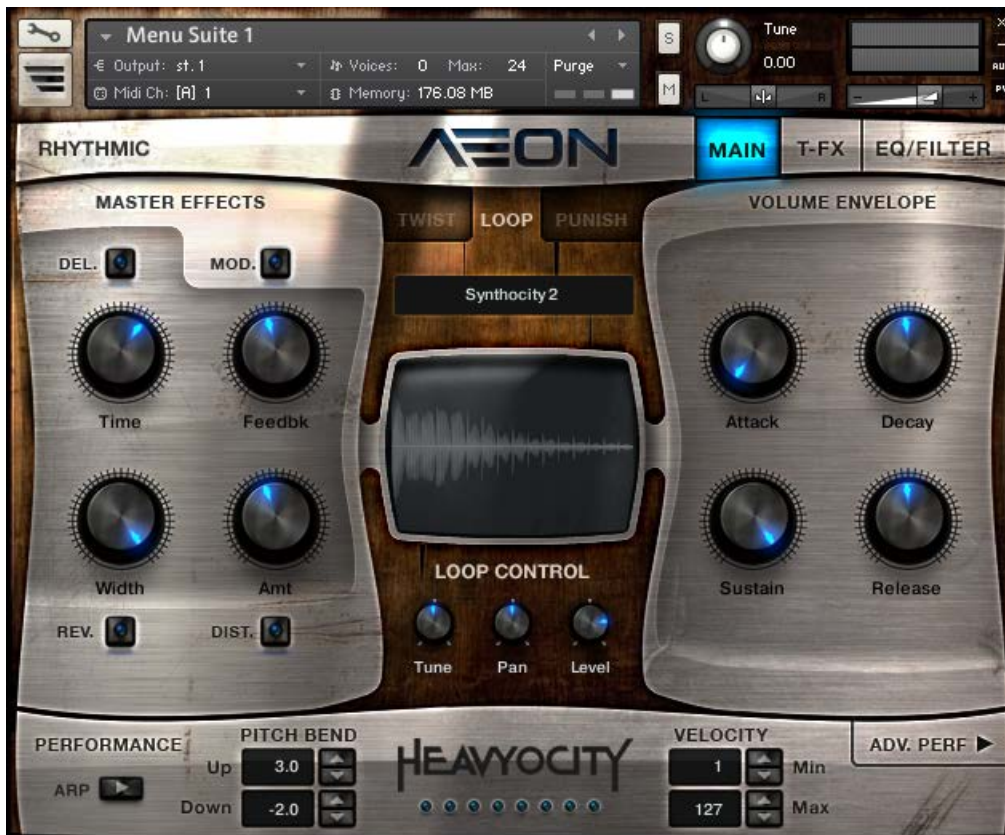 Menu Suite 1
Output: st. 1
Voices: 0 Max: 24 Purge
Midi Ch: [A] 1
Memory: 176.08 MB
S
M
Tune
0.00
L R
- +
AU
PV
RHYTHMIC
AEON
MAIN T-FX EQ/FILTER
MASTER EFFECTS
DEL. MOD.
Time Feedbk
Width Amt
REV. DIST.
TWIST LOOP PUNISH
Synthocity 2
LOOP CONTROL
Tune Pan Level
VOLUME ENVELOPE
Attack Decay
Sustain Release
PERFORMANCE
ARP
PITCH BEND
Up 3.0
Down -2.0
HEAVYOCITY
VELOCITY
1 Min
127 Max
ADV. PERF